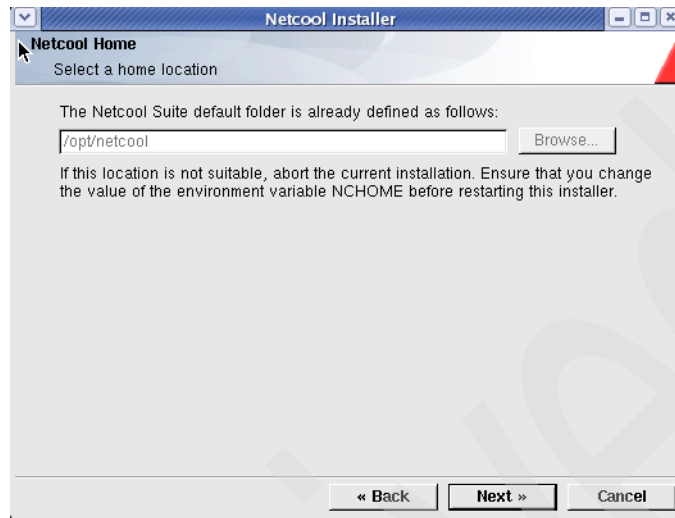 Netcool Installer
Netcool Home
Select a home location
The Netcool Suite default folder is already defined as follows:
/opt/netcool
Browse...
If this location is not suitable, abort the current installation. Ensure that you change
the value of the environment variable NCHOME before restarting this installer.
« Back
Next »
Cancel